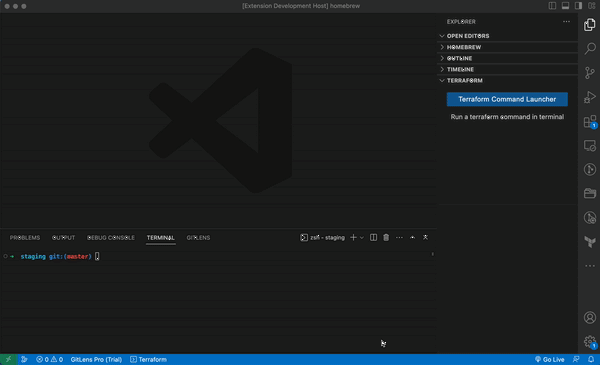 [Extension Development Host] homebrew
EXPLORER
OPEN EDITORS
HOMEBREW
OUTLINE
TIMELINE
TERRAFORM
Terraform Command Launcher
Run a terraform command in terminal
1
PROBLEMS OUTPUT DEBUG CONSOLE TERMINAL GITLENS zsh - staging
staging git:(master)
0 0 GitLens Pro (Trial) Terraform Go Live
1